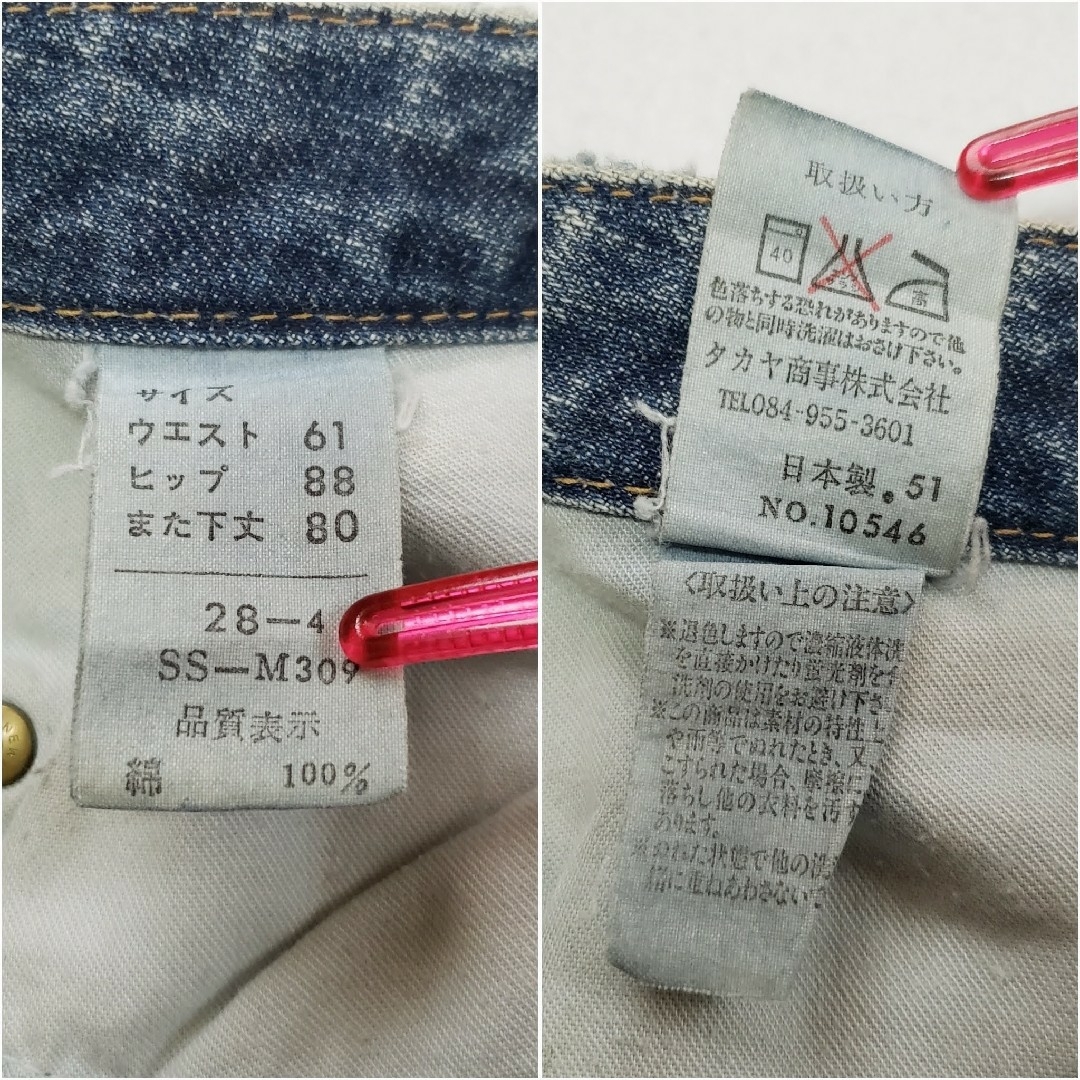 サイズ
ウエスト 61
ヒップ 88
また下丈 80
28-4
SS-M309
品質表示
綿 100%
NER
取扱い方
40
高
色落ちする恐れがありますので他
の物と同時洗濯はおさけ下さい。
タカヤ商事株式会社
TEL084-955-3601
日本製。51
NO.10546
〈取扱い上の注意〉
※退色しますので濃縮液体洗
を直接かけたり蛍光剤を含
洗剤の使用をお避け下さ
※この商品は素材の特性上
や雨等でぬれたとき、又
こすられた場合、摩擦に
落ちし他の衣料を汚す
あります。
※ぬれた状態で他の洗
に重ねあわさないで